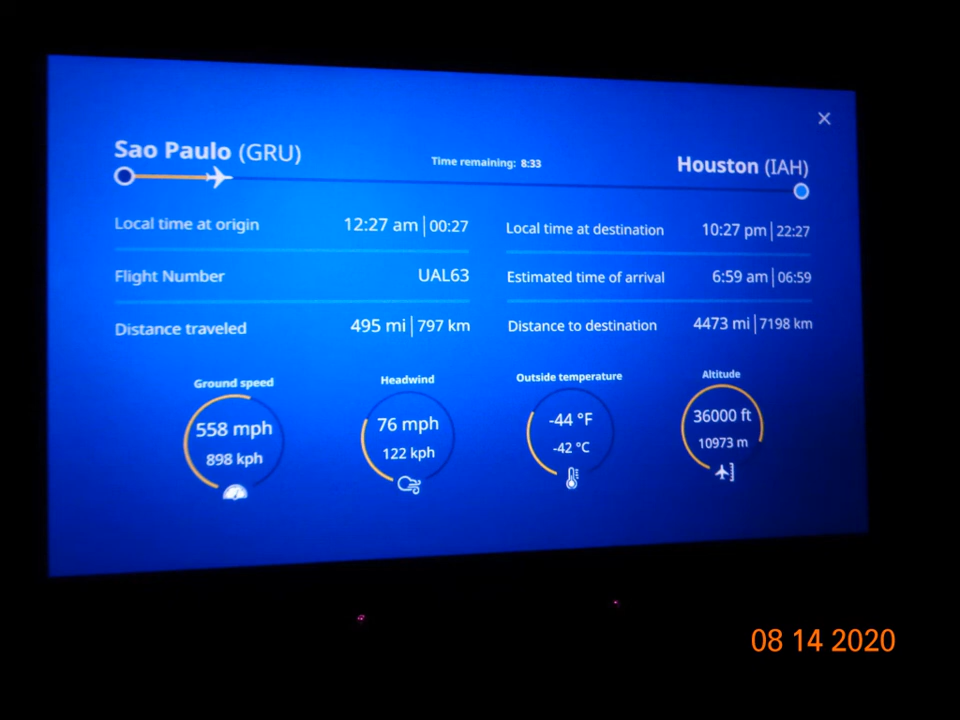 ×
Sao Paulo (GRU) Time remaining: 8:33 Houston (IAH)
Local time at origin 12:27 am | 00:27 Local time at destination 10:27 pm | 22:27
Flight Number UAL63 Estimated time of arrival 6:59 am | 06:59
Distance traveled 495 mi | 797 km Distance to destination 4473 mi | 7198 km
Ground speed Headwind Outside temperature Altitude
558 mph 76 mph -44 °F 36000 ft
898 kph 122 kph -42 °C 10973 m
08 14 2020